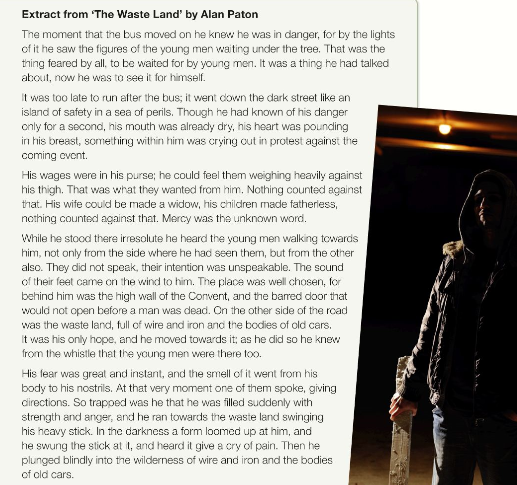 Extract from ‘The Waste Land’ by Alan Paton
The moment that the bus moved on he knew he was in danger, for by the lights
of it he saw the figures of the young men waiting under the tree. That was the
thing feared by all, to be waited for by young men. It was a thing he had talked
about, now he was to see it for himself.
It was too late to run after the bus; it went down the dark street like an
island of safety in a sea of perils. Though he had known of his danger
only for a second, his mouth was already dry, his heart was pounding
in his breast, something within him was crying out in protest against the
coming event.
His wages were in his purse; he could feel them weighing heavily against
his thigh. That was what they wanted from him. Nothing counted against
that. His wife could be made a widow, his children made fatherless,
nothing counted against that. Mercy was the unknown word.
While he stood there irresolute he heard the young men walking towards
him, not only from the side where he had seen them, but from the other
also. They did not speak, their intention was unspeakable. The sound
of their feet came on the wind to him. The place was well chosen, for
behind him was the high wall of the Convent, and the barred door that
would not open before a man was dead. On the other side of the road
was the waste land, full of wire and iron and the bodies of old cars.
It was his only hope, and he moved towards it; as he did so he knew
from the whistle that the young men were there too.
His fear was great and instant, and the smell of it went from his
body to his nostrils. At that very moment one of them spoke, giving
directions. So trapped was he that he was filled suddenly with
strength and anger, and he ran towards the waste land swinging
his heavy stick. In the darkness a form loomed up at him, and
he swung the stick at it, and heard it give a cry of pain. Then he
plunged blindly into the wilderness of wire and iron and the bodies
of old cars.